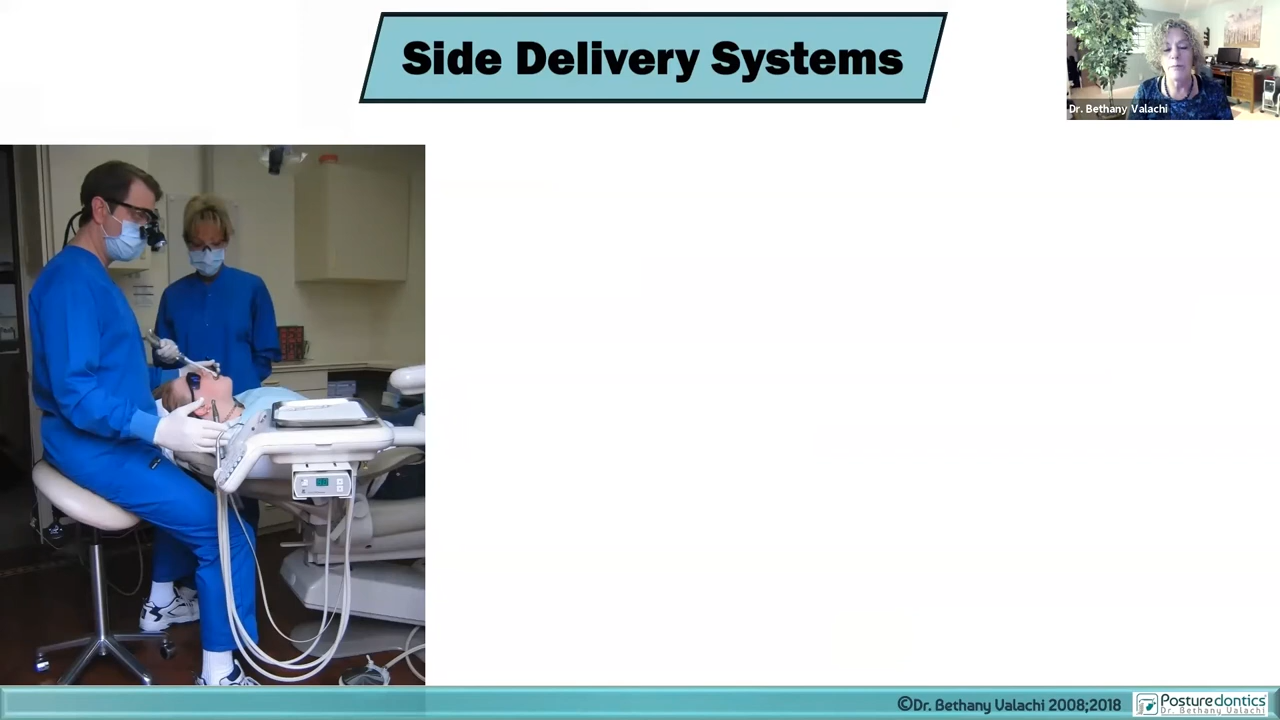 Side Delivery Systems
Dr. Bethany Valachi
©Dr. Bethany Valachi 2008;2018
Posturedontics
Dr. Bethany Valachi